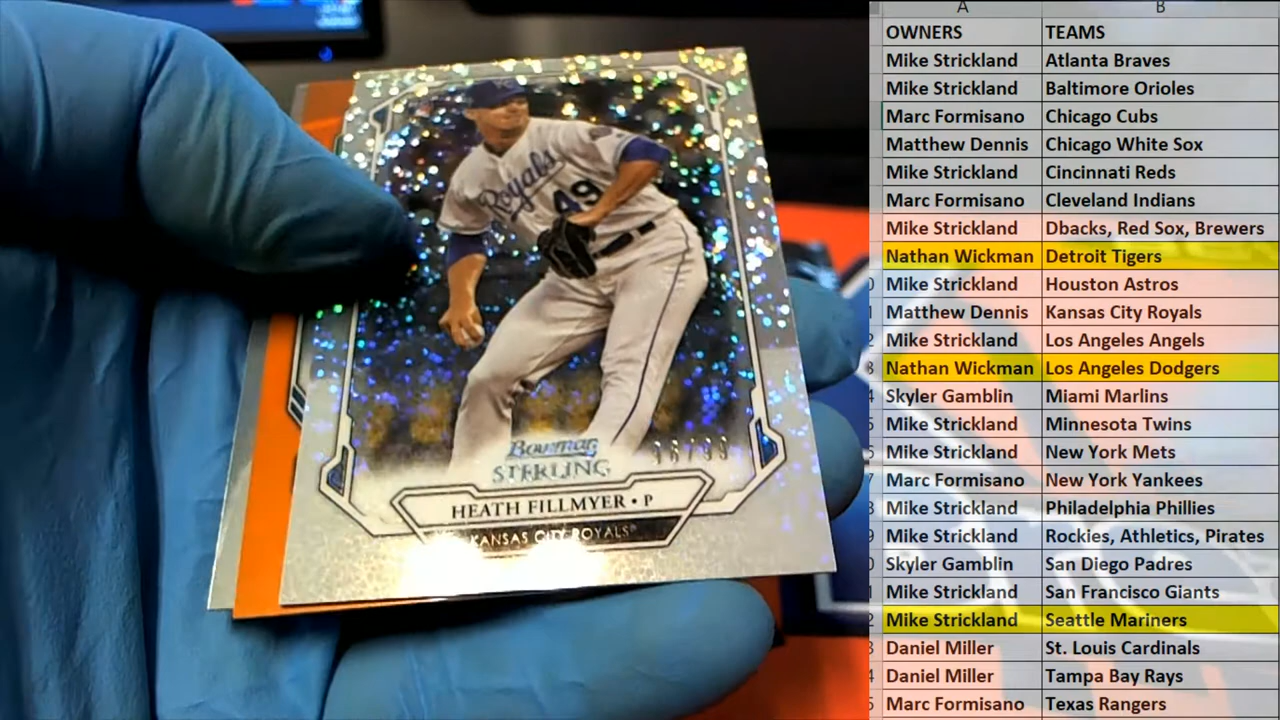 Royals
49
Bowman
STERLING
HEATH FILLMYER • P
KANSAS CITY ROYALS
A B
OWNERS TEAMS
Mike Strickland Atlanta Braves
Mike Strickland Baltimore Orioles
Marc Formisano Chicago Cubs
Matthew Dennis Chicago White Sox
Mike Strickland Cincinnati Reds
Marc Formisano Cleveland Indians
Mike Strickland Dbacks, Red Sox, Brewers
Nathan Wickman Detroit Tigers
Mike Strickland Houston Astros
Matthew Dennis Kansas City Royals
Mike Strickland Los Angeles Angels
Nathan Wickman Los Angeles Dodgers
Skyler Gamblin Miami Marlins
Mike Strickland Minnesota Twins
Mike Strickland New York Mets
Marc Formisano New York Yankees
Mike Strickland Philadelphia Phillies
Mike Strickland Rockies, Athletics, Pirates
Skyler Gamblin San Diego Padres
Mike Strickland San Francisco Giants
Mike Strickland Seattle Mariners
Daniel Miller St. Louis Cardinals
Daniel Miller Tampa Bay Rays
Marc Formisano Texas Rangers